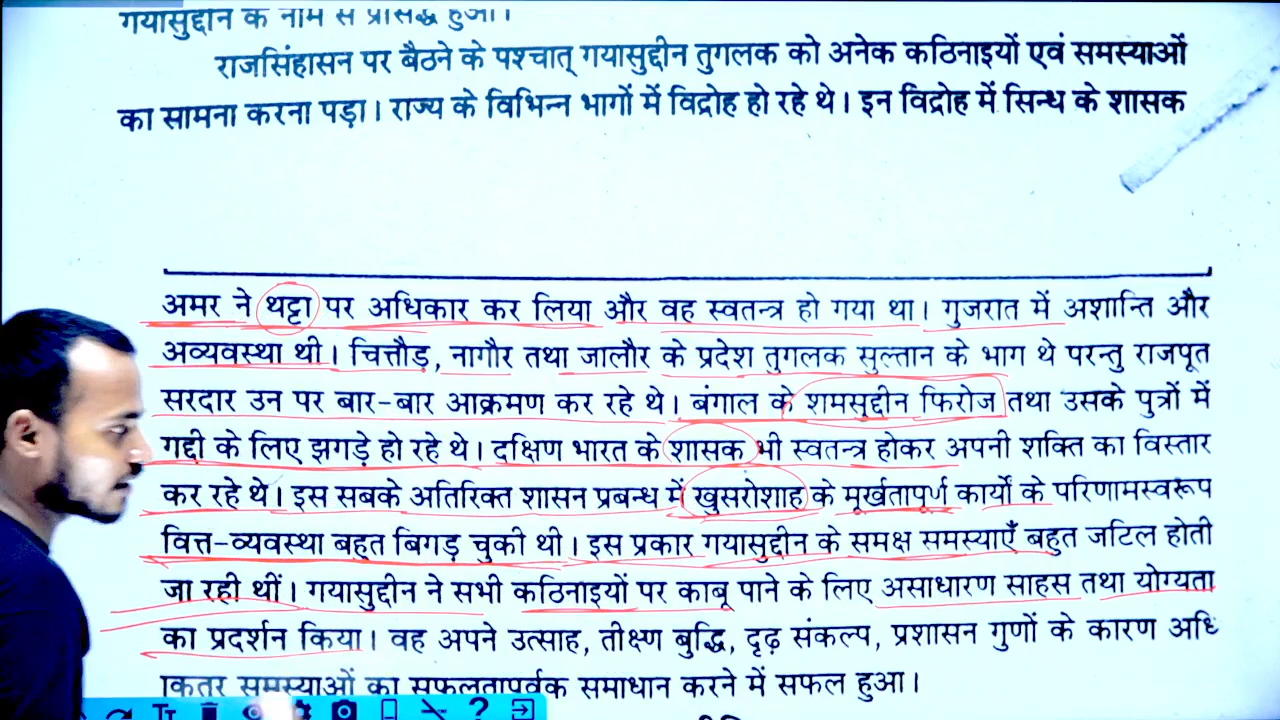 गयासुद्दीन के नाम से प्रसिद्ध हुआ।
राजसिंहासन पर बैठने के पश्चात् गयासुद्दीन तुगलक को अनेक कठिनाइयों एवं समस्याओं
का सामना करना पड़ा। राज्य के विभिन्न भागों में विद्रोह हो रहे थे। इन विद्रोह में सिन्ध के शासक
अमर ने थट्टा पर अधिकार कर लिया और वह स्वतन्त्र हो गया था। गुजरात में अशान्ति और
अव्यवस्था थी। चित्तौड़, नागौर तथा जालौर के प्रदेश तुगलक सुल्तान के भाग थे परन्तु राजपूत
सरदार उन पर बार-बार आक्रमण कर रहे थे। बंगाल के शमसुद्दीन फिरोज तथा उसके पुत्रों में
गद्दी के लिए झगड़े हो रहे थे। दक्षिण भारत के शासक भी स्वतन्त्र होकर अपनी शक्ति का विस्तार
कर रहे थे। इस सबके अतिरिक्त शासन प्रबन्ध में खुसरोशाह के मूर्खतापूर्ण कार्यो के परिणामस्वरूप
वित्त-व्यवस्था बहुत बिगड़ चुकी थी। इस प्रकार गयासुद्दीन के समक्ष समस्याएँ बहुत जटिल होती
जा रही थीं। गयासुद्दीन ने सभी कठिनाइयों पर काबू पाने के लिए असाधारण साहस तथा योग्यता
का प्रदर्शन किया। वह अपने उत्साह, तीक्ष्ण बुद्धि, दृढ़ संकल्प, प्रशासन गुणों के कारण अधि
कतर समस्याओं का सफलतापूर्वक समाधान करने में सफल हुआ।